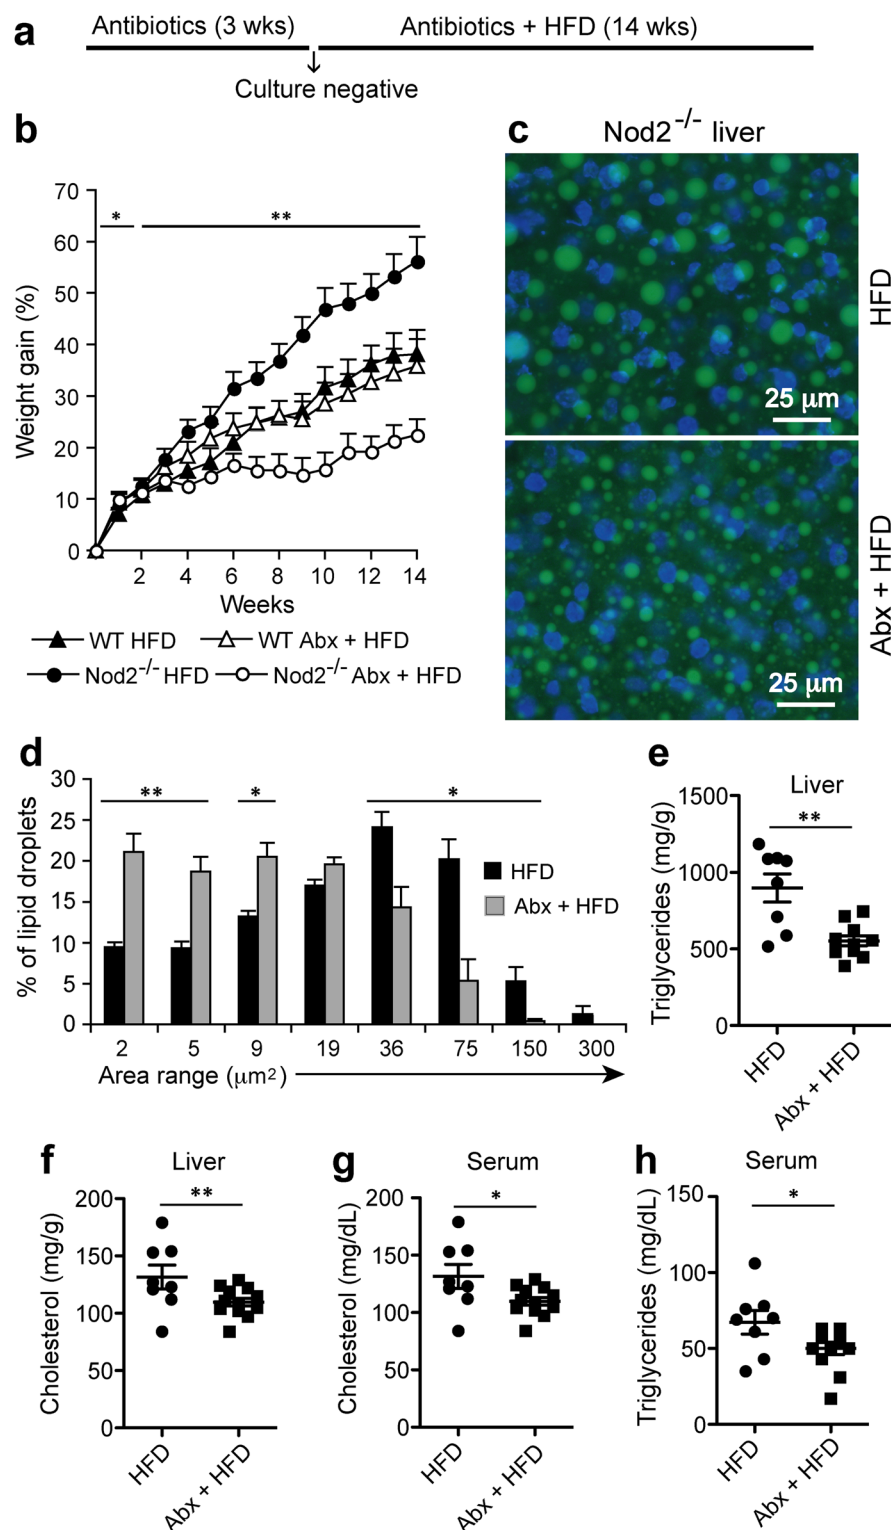 a
Antibiotics (3 wks)
Antibiotics + HFD (14 wks)
Culture negative
b
Weight gain (%)
70
60
50
40
30
20
10
0
*
**
2 4 6 8 10 12 14
Weeks
WT HFD
WT Abx + HFD
Nod2-/- HFD
Nod2-/- Abx + HFD
c
Nod2-/- liver
HFD
25 μm
Abx + HFD
25 μm
d
% of lipid droplets
30
25
20
15
10
5
0
**
*
*
HFD
Abx + HFD
2 5 9 19 36 75 150 300
Area range (μm2)
e
Liver
Triglycerides (mg/g)
1500
1000
500
0
**
HFD
Abx + HFD
f
Liver
Cholesterol (mg/g)
200
150
100
50
0
**
HFD
Abx + HFD
g
Serum
Cholesterol (mg/dL)
200
150
100
50
0
*
HFD
Abx + HFD
h
Serum
Triglycerides (mg/dL)
150
100
50
0
*
HFD
Abx + HFD